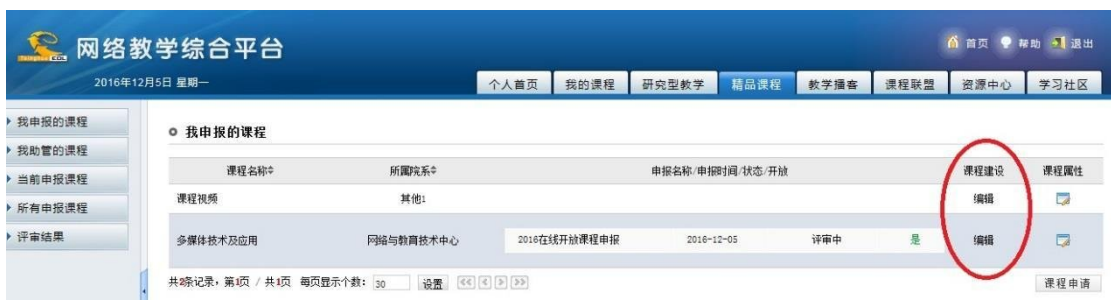 网络教学综合平台
首页 帮助 退出
2016年12月5日 星期一
个人首页 我的课程 研究型教学 精品课程 教学播客 课程联盟 资源中心 学习社区
我申报的课程
我助管的课程
当前申报课程
所有申报课程
评审结果
我申报的课程
课程名称 所属院系 申报名称/申报时间/状态/开放 课程建设 课程属性
课程视频 其他1 编辑
多媒体技术及应用 网络与教育技术中心 2016在线开放课程申报 2016-12-05 评审中 是 编辑
共2条记录,第1页 / 共1页 每页显示个数: 30 设置 << < > >>
课程申请